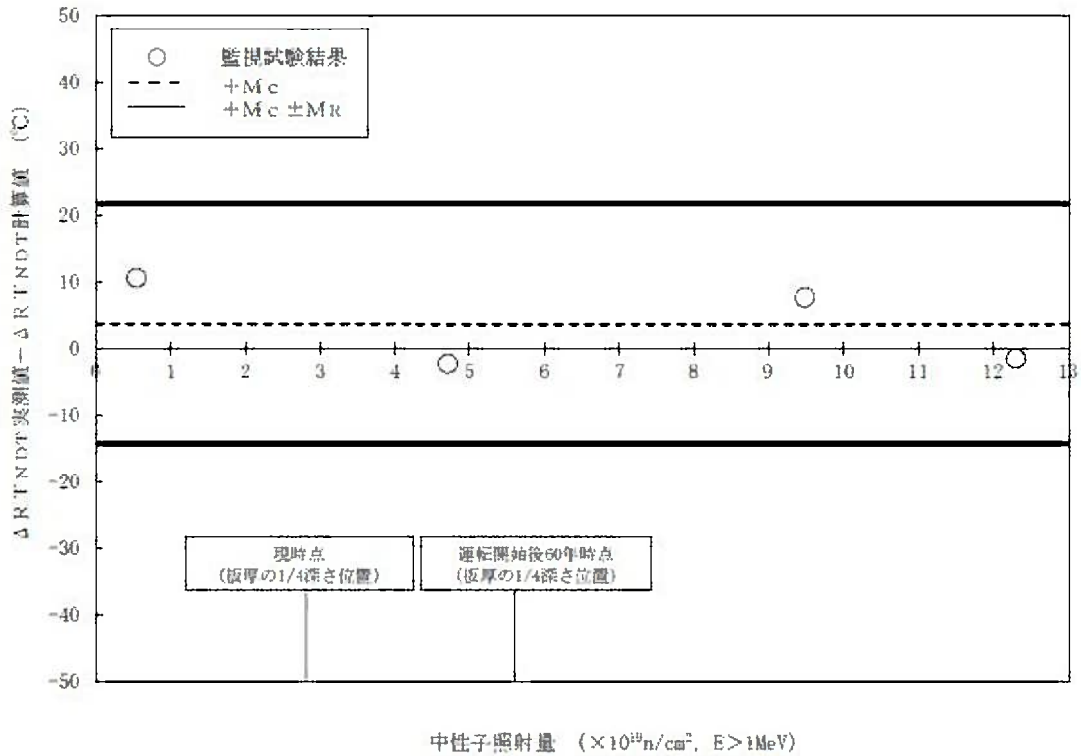 監視試験結果
+Mc
+Mc ±MR
50
40
30
20
10
0
-10
-20
-30
-40
-50
ΔRTNDT実測値-ΔRTNDT計算値 (℃)
0 1 2 3 4 5 6 7 8 9 10 11 12 13
現時点
(板厚の1/4深さ位置)
運転開始後60年時点
(板厚の1/4深さ位置)
中性子照射量 (×10¹⁹n/cm², E>1MeV)